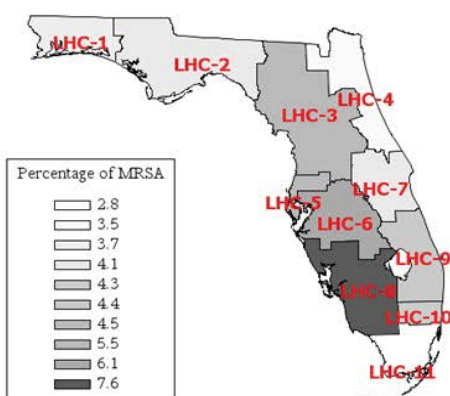 LHC-1
LHC-2
LHC-4
LHC-3
Percentage of MRSA
2.8
3.5
3.7
4.1
4.3
4.4
4.5
5.5
6.1
7.6
LHC-7
LHC-5
LHC-6
LHC-9
LHC-8
LHC-10
LHC-11